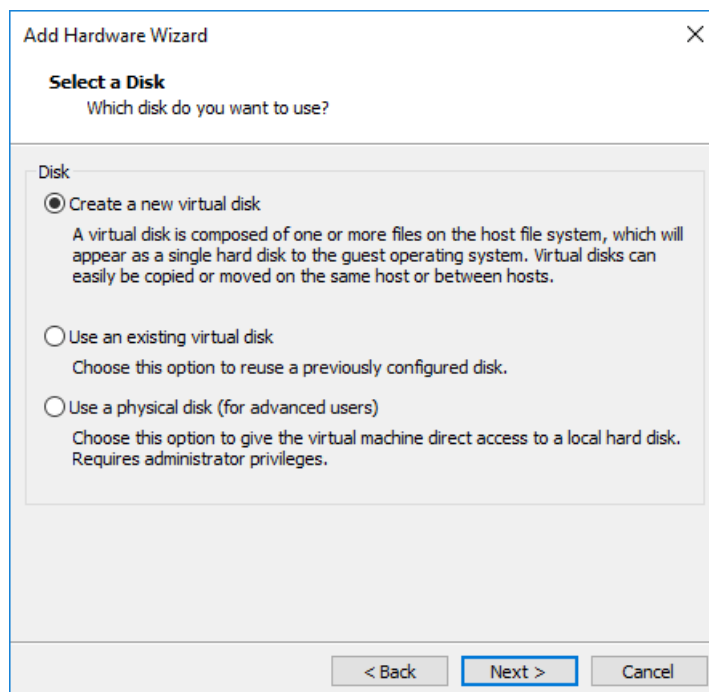 Add Hardware Wizard
Select a Disk
Which disk do you want to use?
Disk
Create a new virtual disk
A virtual disk is composed of one or more files on the host file system, which will
appear as a single hard disk to the guest operating system. Virtual disks can
easily be copied or moved on the same host or between hosts.
Use an existing virtual disk
Choose this option to reuse a previously configured disk.
Use a physical disk (for advanced users)
Choose this option to give the virtual machine direct access to a local hard disk.
Requires administrator privileges.
< Back Next > Cancel